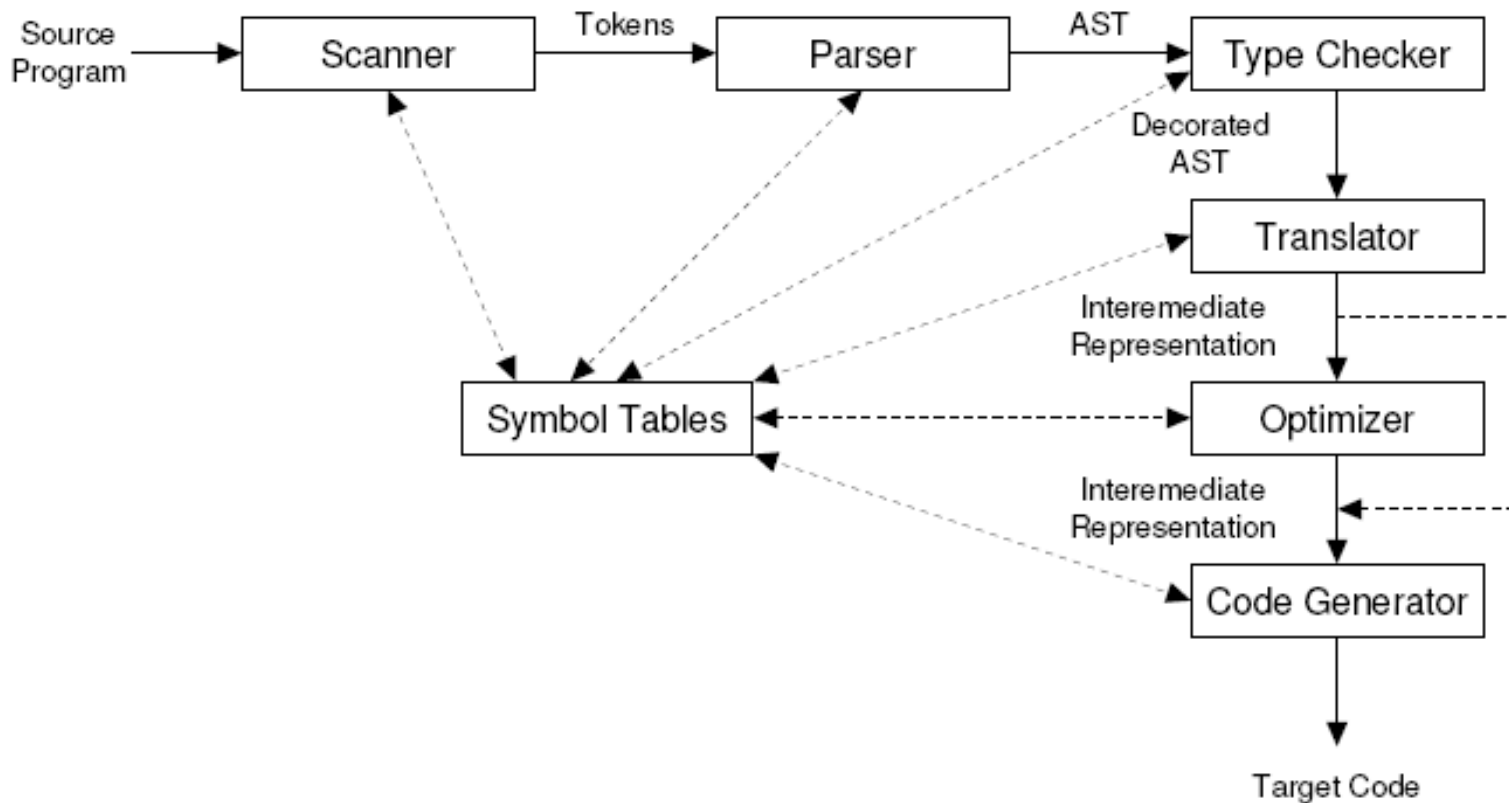 Source
Program
Scanner
Tokens
Parser
AST
Type Checker
Decorated
AST
Translator
Interemediate
Representation
Symbol Tables
Optimizer
Interemediate
Representation
Code Generator
Target Code